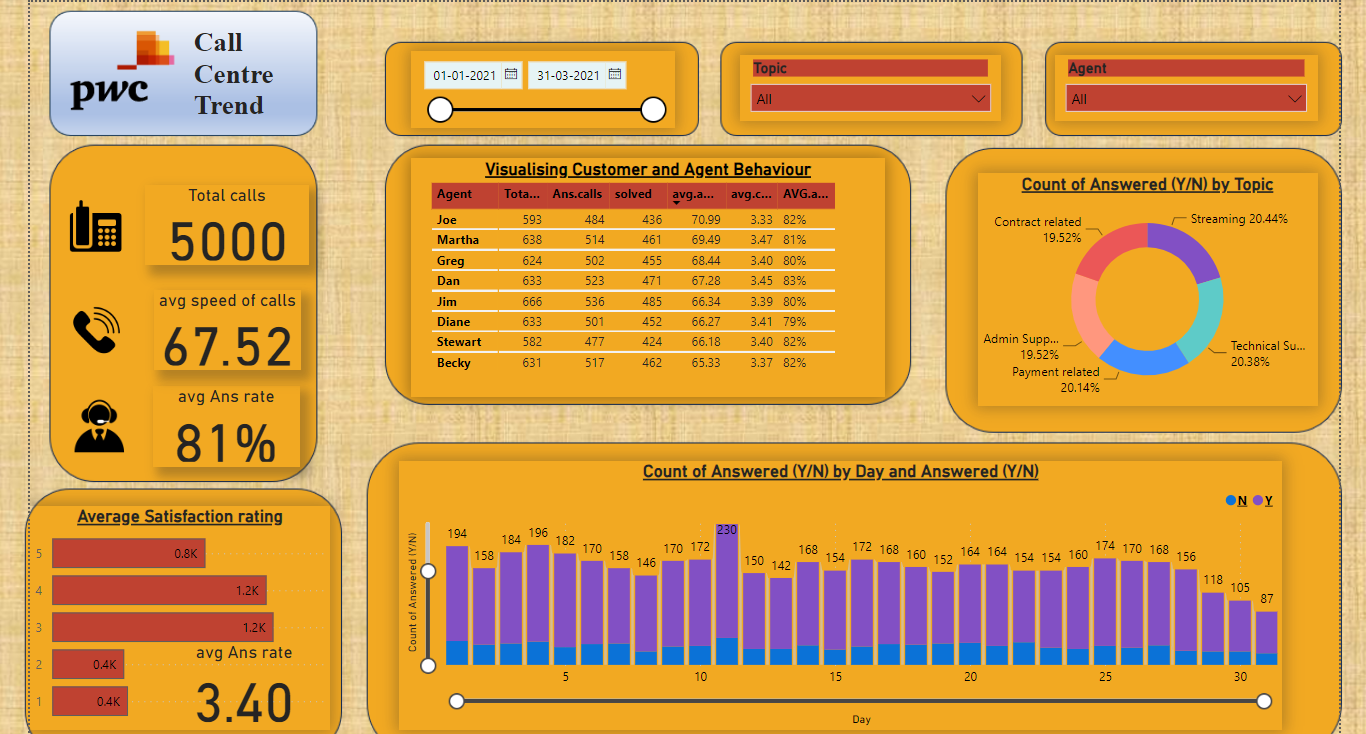 pwc
Call
Centre
Trend
01-01-2021 31-03-2021
Topic
All
Agent
All
Total calls
5000
avg speed of calls
67.52
avg Ans rate
81%
Visualising Customer and Agent Behaviour
Agent Tota... Ans.calls solved avg.a... avg.c... AVG.a...
Joe 593 484 436 70.99 3.33 82%
Martha 638 514 461 69.49 3.47 81%
Greg 624 502 455 68.44 3.40 80%
Dan 633 523 471 67.28 3.45 83%
Jim 666 536 485 66.34 3.39 80%
Diane 633 501 452 66.27 3.41 79%
Stewart 582 477 424 66.18 3.40 82%
Becky 631 517 462 65.33 3.37 82%
Count of Answered (Y/N) by Topic
Streaming 20.44%
Technical Su...
20.38%
Payment related
20.14%
Admin Supp...
19.52%
Contract related
19.52%
Average Satisfaction rating
5 0.8K
4 1.2K
3 1.2K
2 0.4K
1 0.4K
avg Ans rate
3.40
Count of Answered (Y/N) by Day and Answered (Y/N)
N Y
Count of Answered (Y/N)
194 158 184 196 182 170 158 146 170 172 230 150 142 168 154 172 168 160 152 164 164 154 154 160 174 170 168 156 118 105 87
5 10 15 20 25 30
Day